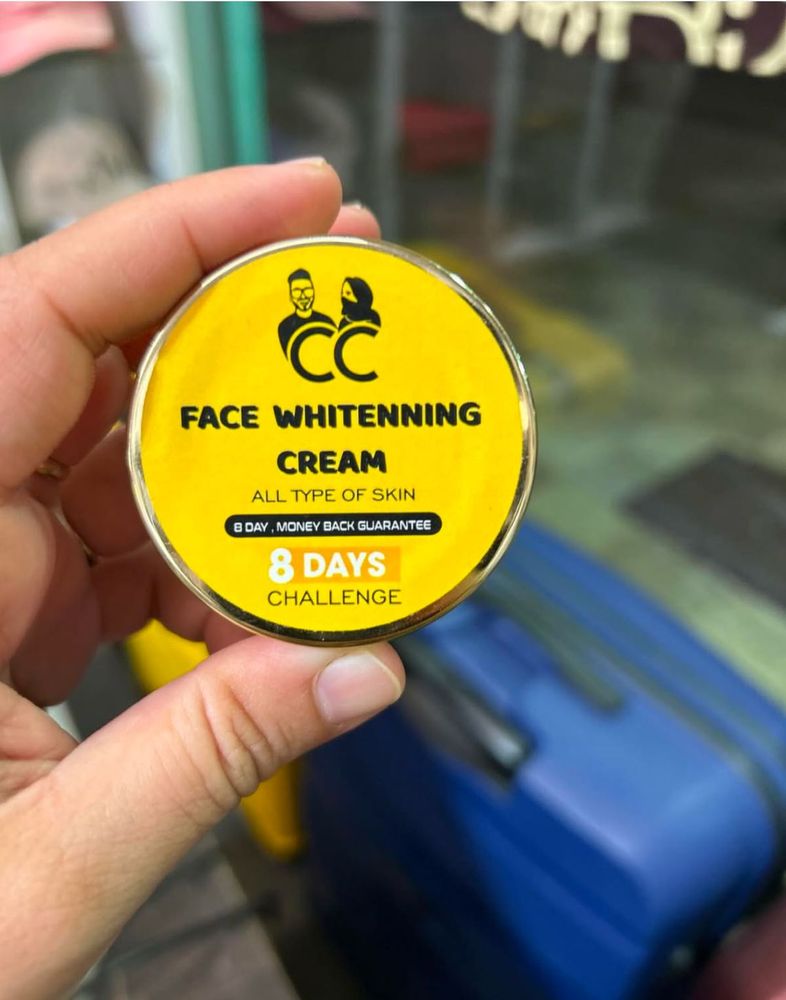 CC
FACE WHITENNING
CREAM
ALL TYPE OF SKIN
8 DAY , MONEY BACK GUARANTEE
8 DAYS
CHALLENGE